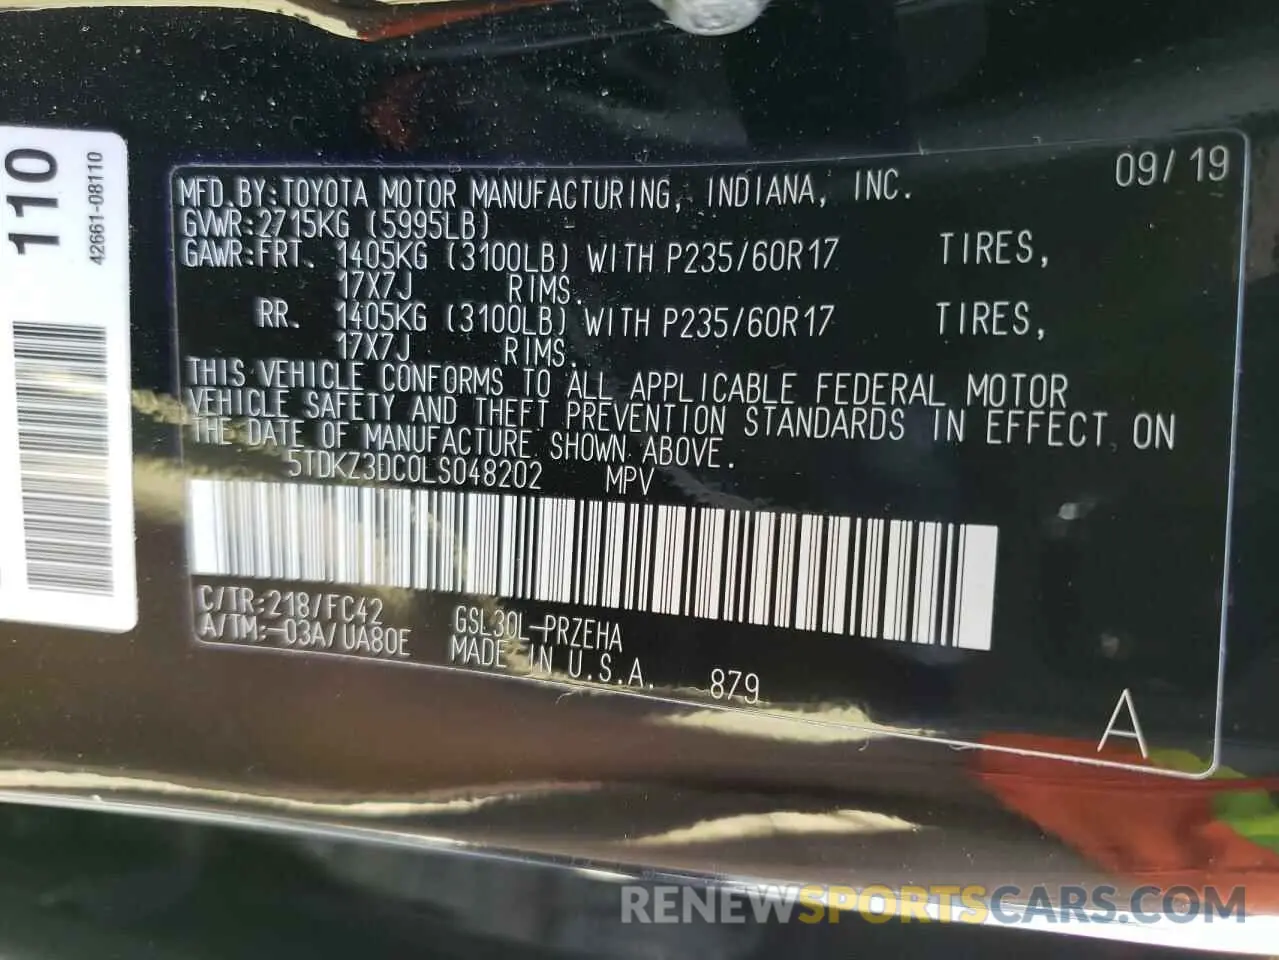 110
42661-08110
09/19
MFD.BY:TOYOTA MOTOR MANUFACTURING, INDIANA, INC.
GVWR:2715KG (5995LB)
GAWR:FRT. 1405KG (3100LB) WITH P235/60R17 TIRES,
17X7J RIMS.
RR. 1405KG (3100LB) WITH P235/60R17 TIRES,
17X7J RIMS.
THIS VEHICLE CONFORMS TO ALL APPLICABLE FEDERAL MOTOR
VEHICLE SAFETY AND THEFT PREVENTION STANDARDS IN EFFECT ON
THE DATE OF MANUFACTURE SHOWN ABOVE.
5TDKZ3DC0LS048202 MPV
C/TR:218/FC42 GSL30L-PRZEHA
A/TM:-03A/UA80E MADE IN U.S.A. 879
A
RENEWSPORTSCARS.COM